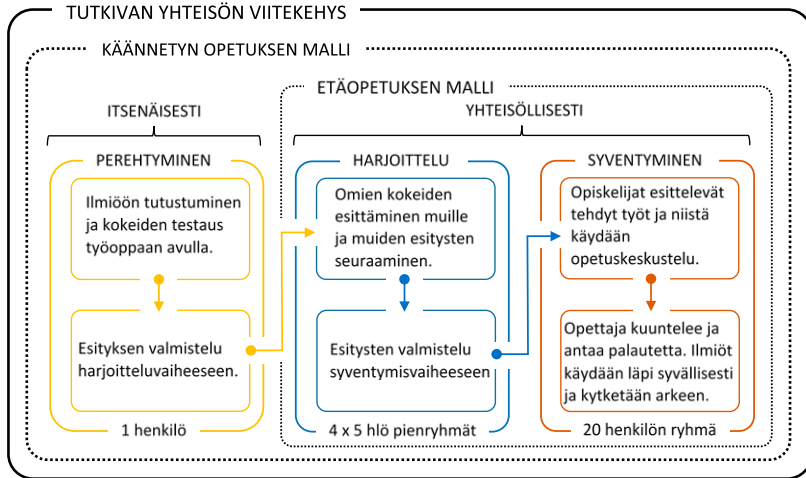 TUTKIVAN YHTEISÖN VIITEKEHYS
KÄÄNNETYN OPETUKSEN MALLI
ETÄOPETUKSEN MALLI
ITSENÄISESTI
YHTEISÖLLISESTI
PEREHTYMINEN
Ilmiöön tutustuminen
ja kokeiden testaus
työoppaan avulla.
Esityksen valmistelu
harjoitteluvaiheeseen.
1 henkilö
HARJOITTELU
Omien kokeiden
esittäminen muille
ja muiden esitysten
seuraaminen.
Esitysten valmistelu
syventymisvaiheeseen
4 x 5 hlö pienryhmät
SYVENTYMINEN
Opiskelijat esittelevät
tehdyt työt ja niistä
käydään
opetuskeskustelu.
Opettaja kuuntelee ja
antaa palautetta. Ilmiöt
käydään läpi syvällisesti
ja kytketään arkeen.
20 henkilön ryhmä